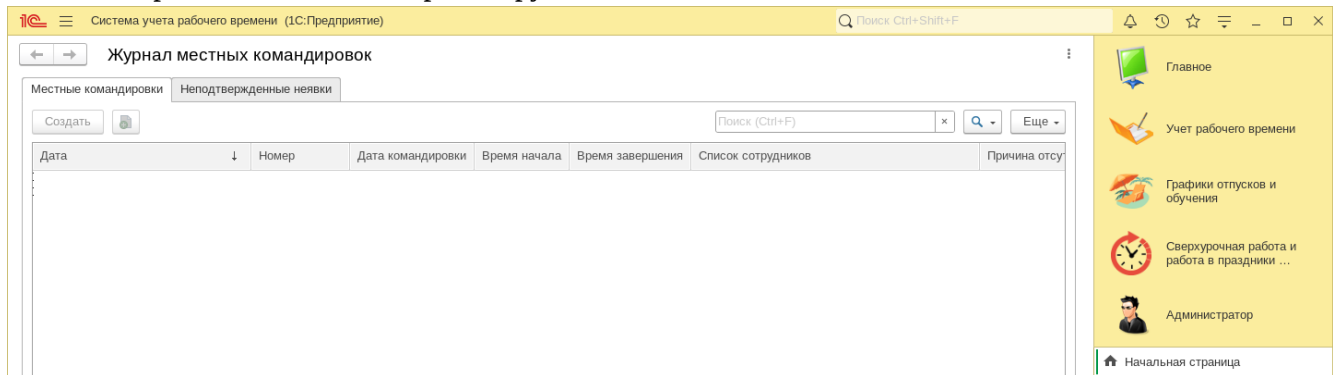 Система учета рабочего времени (1С:Предприятие)
Поиск Ctrl+Shift+F
Журнал местных командировок
Местные командировки
Неподтвержденные неявки
Создать
Поиск (Ctrl+F)
×
Еще
Дата ↓ Номер Дата командировки Время начала Время завершения Список сотрудников Причина отсу
Главное
Учет рабочего времени
Графики отпусков и
обучения
Сверхурочная работа и
работа в праздники ...
Администратор
Начальная страница